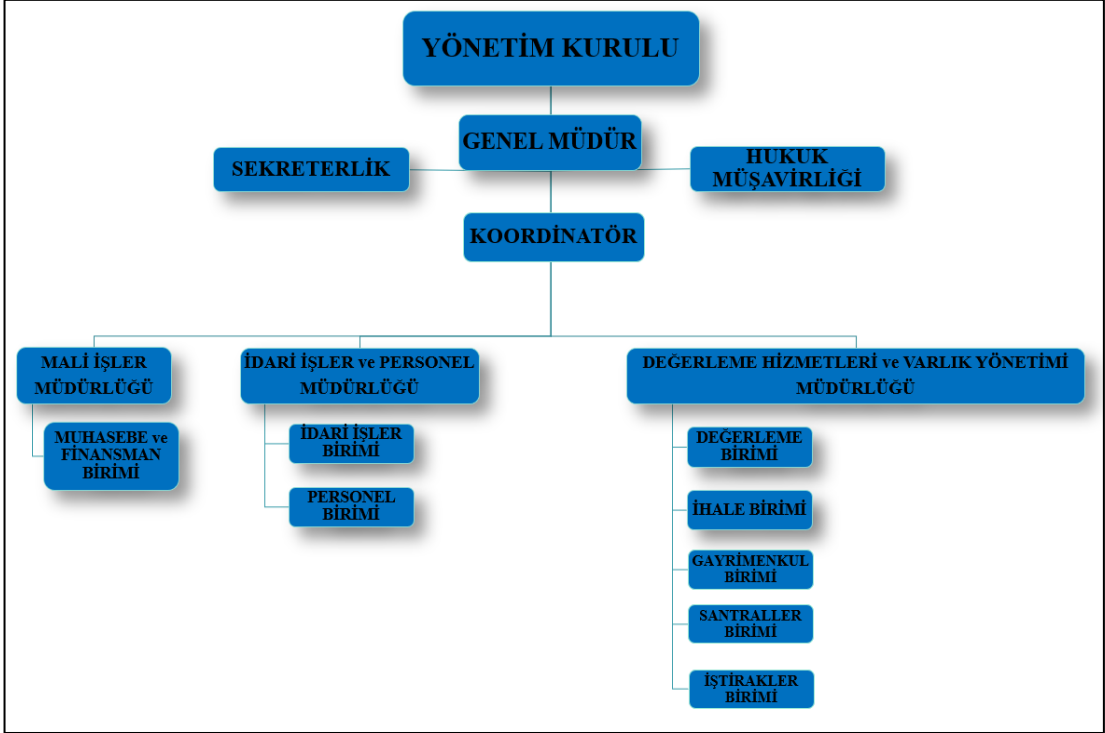 YÖNETİM KURULU
GENEL MÜDÜR
SEKRETERLİK
HUKUK
MÜŞAVİRLİĞİ
KOORDİNATÖR
MALİ İŞLER
MÜDÜRLÜĞÜ
MUHASEBE ve
FİNANSMAN
BİRİMİ
İDARİ İŞLER ve PERSONEL
MÜDÜRLÜĞÜ
İDARİ İŞLER
BİRİMİ
PERSONEL
BİRİMİ
DEĞERLEME HİZMETLERİ ve VARLIK YÖNETİMİ
MÜDÜRLÜĞÜ
DEĞERLEME
BİRİMİ
İHALE BİRİMİ
GAYRİMENKUL
BİRİMİ
SANTRALLER
BİRİMİ
İŞTİRAKLER
BİRİMİ